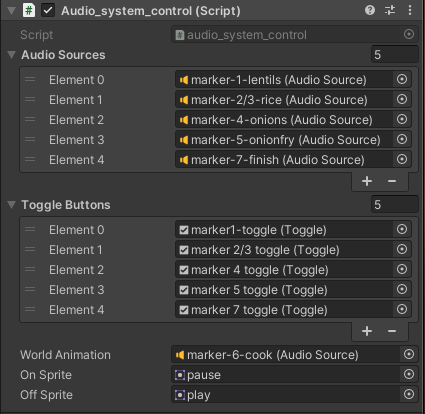 Audio_system_control (Script)
Script audio_system_control
Audio Sources 5
Element 0 marker-1-lentils (Audio Source)
Element 1 marker-2/3-rice (Audio Source)
Element 2 marker-4-onions (Audio Source)
Element 3 marker-5-onionfry (Audio Source)
Element 4 marker-7-finish (Audio Source)
+ −
Toggle Buttons 5
Element 0 marker1-toggle (Toggle)
Element 1 marker 2/3 toggle (Toggle)
Element 2 marker 4 toggle (Toggle)
Element 3 marker 5 toggle (Toggle)
Element 4 marker 7 toggle (Toggle)
+ −
World Animation marker-6-cook (Audio Source)
On Sprite pause
Off Sprite play